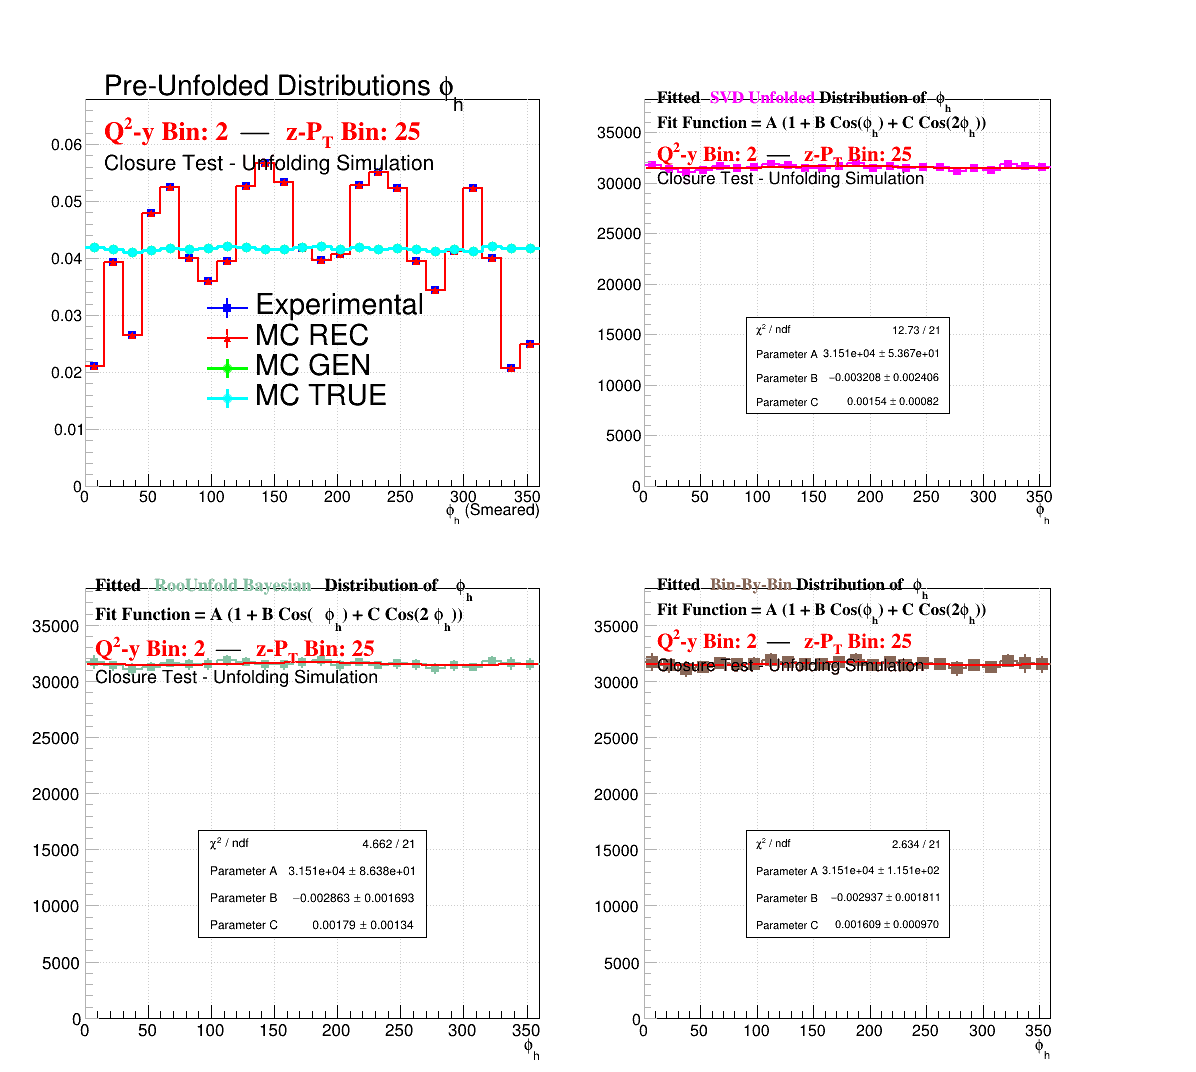 Pre-Unfolded Distributions ϕh
Q2-y Bin: 2 — z-PT Bin: 25
Closure Test - Unfolding Simulation
0.06
0.05
0.04
0.03
0.02
0.01
0
Experimental
MC REC
MC GEN
MC TRUE
0 50 100 150 200 250 300 350
ϕh (Smeared)
Fitted SVD Unfolded Distribution of ϕh
Fit Function = A (1 + B Cos(ϕh) + C Cos(2ϕh))
Q2-y Bin: 2 — z-PT Bin: 25
Closure Test - Unfolding Simulation
35000
30000
25000
20000
15000
10000
5000
0
χ2 / ndf 12.73 / 21
Parameter A 3.151e+04 ± 5.367e+01
Parameter B −0.003208 ± 0.002406
Parameter C 0.00154 ± 0.00082
0 50 100 150 200 250 300 350
ϕh
Fitted RooUnfold Bayesian Distribution of ϕh
Fit Function = A (1 + B Cos( ϕh) + C Cos(2 ϕh))
Q2-y Bin: 2 — z-PT Bin: 25
Closure Test - Unfolding Simulation
35000
30000
25000
20000
15000
10000
5000
0
χ2 / ndf 4.662 / 21
Parameter A 3.151e+04 ± 8.638e+01
Parameter B −0.002863 ± 0.001693
Parameter C 0.00179 ± 0.00134
0 50 100 150 200 250 300 350
ϕh
Fitted Bin-By-Bin Distribution of ϕh
Fit Function = A (1 + B Cos(ϕh) + C Cos(2ϕh))
Q2-y Bin: 2 — z-PT Bin: 25
Closure Test - Unfolding Simulation
35000
30000
25000
20000
15000
10000
5000
0
χ2 / ndf 2.634 / 21
Parameter A 3.151e+04 ± 1.151e+02
Parameter B −0.002937 ± 0.001811
Parameter C 0.001609 ± 0.000970
0 50 100 150 200 250 300 350
ϕh